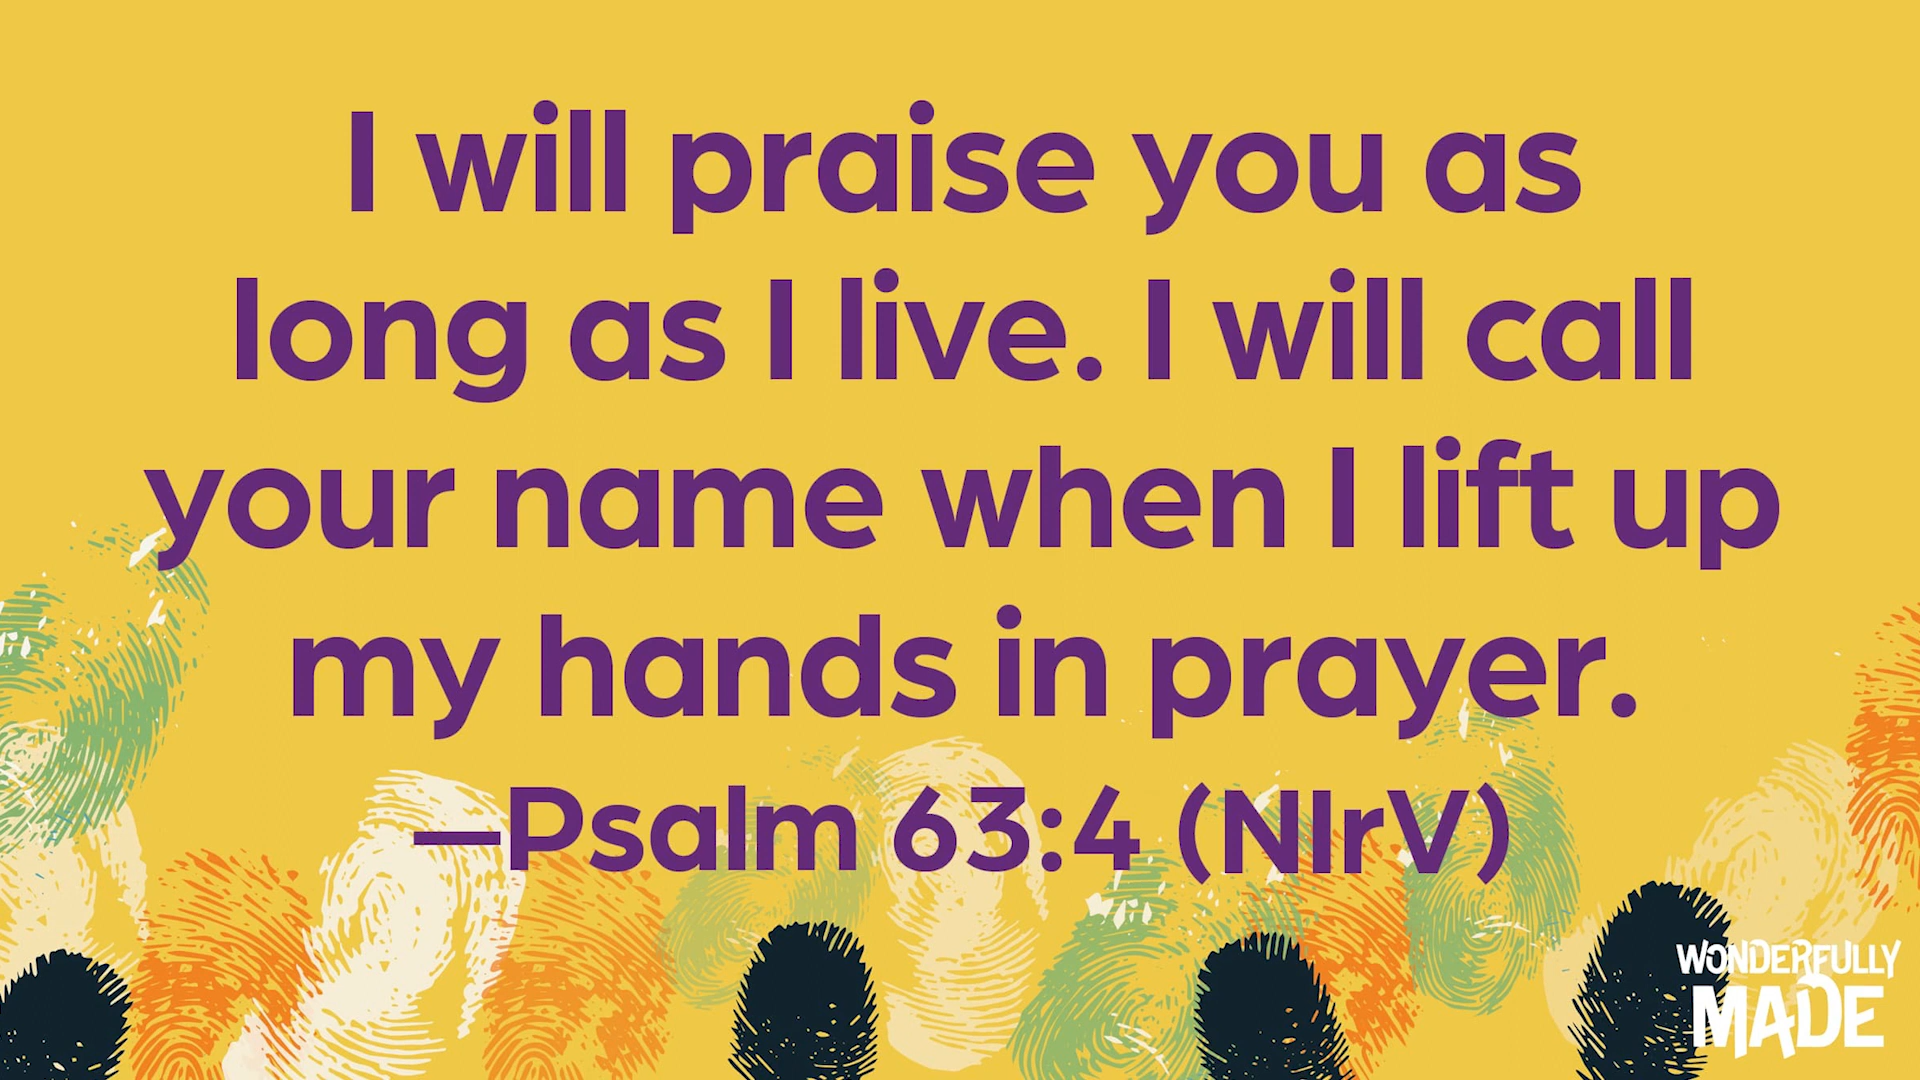 I will praise you as
long as I live. I will call
your name when I lift up
my hands in prayer.
—Psalm 63:4 (NIrV)
WONDERFULLY
MADE